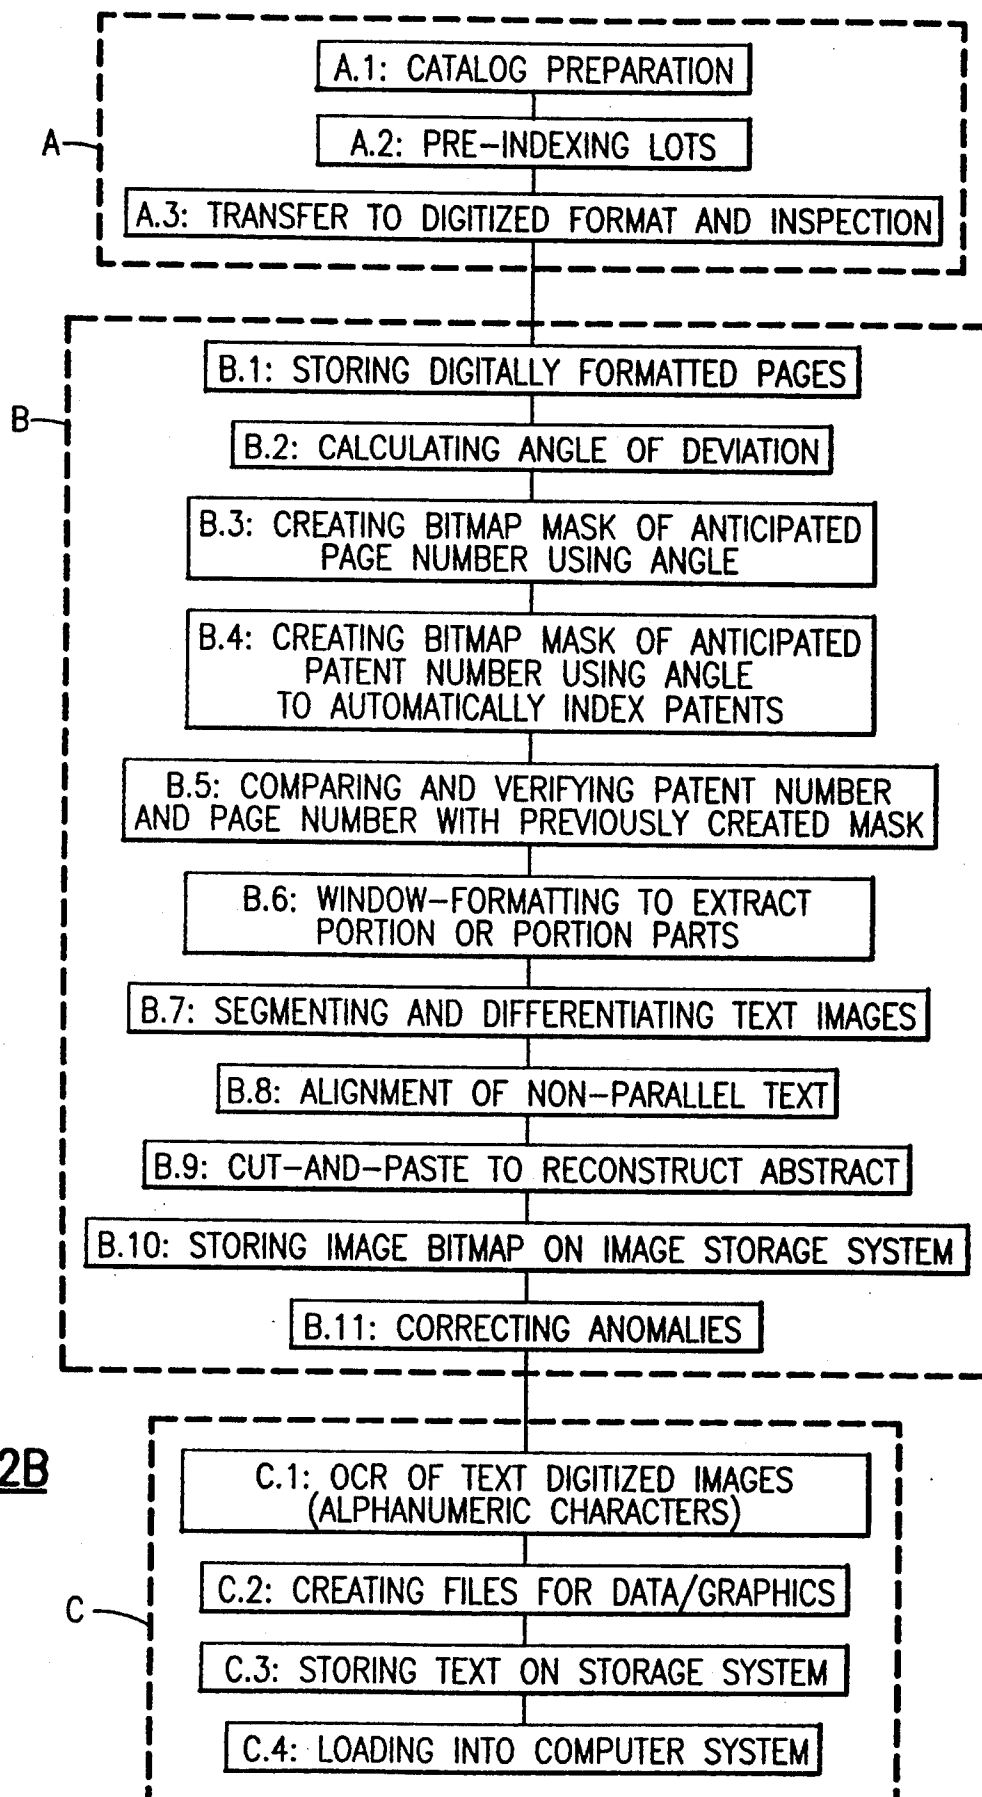 A.1: CATALOG PREPARATION
A
A.2: PRE-INDEXING LOTS
A.3: TRANSFER TO DIGITIZED FORMAT AND INSPECTION
B
B.1: STORING DIGITALLY FORMATTED PAGES
B.2: CALCULATING ANGLE OF DEVIATION
B.3: CREATING BITMAP MASK OF ANTICIPATED
PAGE NUMBER USING ANGLE
B.4: CREATING BITMAP MASK OF ANTICIPATED
PATENT NUMBER USING ANGLE
TO AUTOMATICALLY INDEX PATENTS
B.5: COMPARING AND VERIFYING PATENT NUMBER
AND PAGE NUMBER WITH PREVIOUSLY CREATED MASK
B.6: WINDOW-FORMATTING TO EXTRACT
PORTION OR PORTION PARTS
B.7: SEGMENTING AND DIFFERENTIATING TEXT IMAGES
B.8: ALIGNMENT OF NON-PARALLEL TEXT
B.9: CUT-AND-PASTE TO RECONSTRUCT ABSTRACT
B.10: STORING IMAGE BITMAP ON IMAGE STORAGE SYSTEM
B.11: CORRECTING ANOMALIES
2B
C.1: OCR OF TEXT DIGITIZED IMAGES
(ALPHANUMERIC CHARACTERS)
C
C.2: CREATING FILES FOR DATA/GRAPHICS
C.3: STORING TEXT ON STORAGE SYSTEM
C.4: LOADING INTO COMPUTER SYSTEM